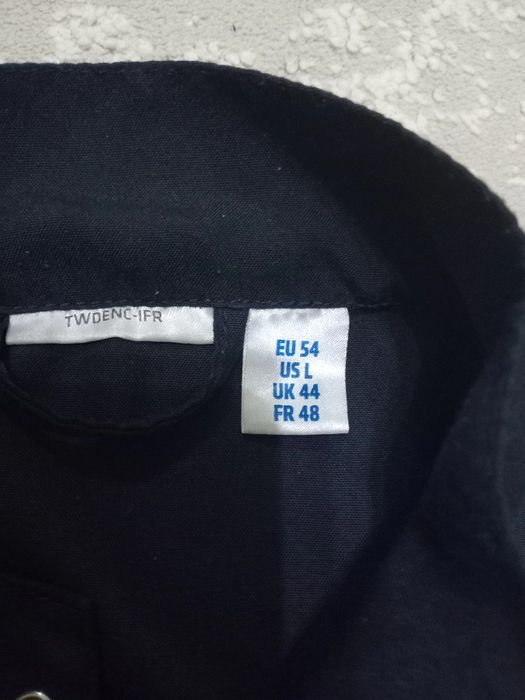 TWDENC-IFR
EU 54
US L
UK 44
FR 48